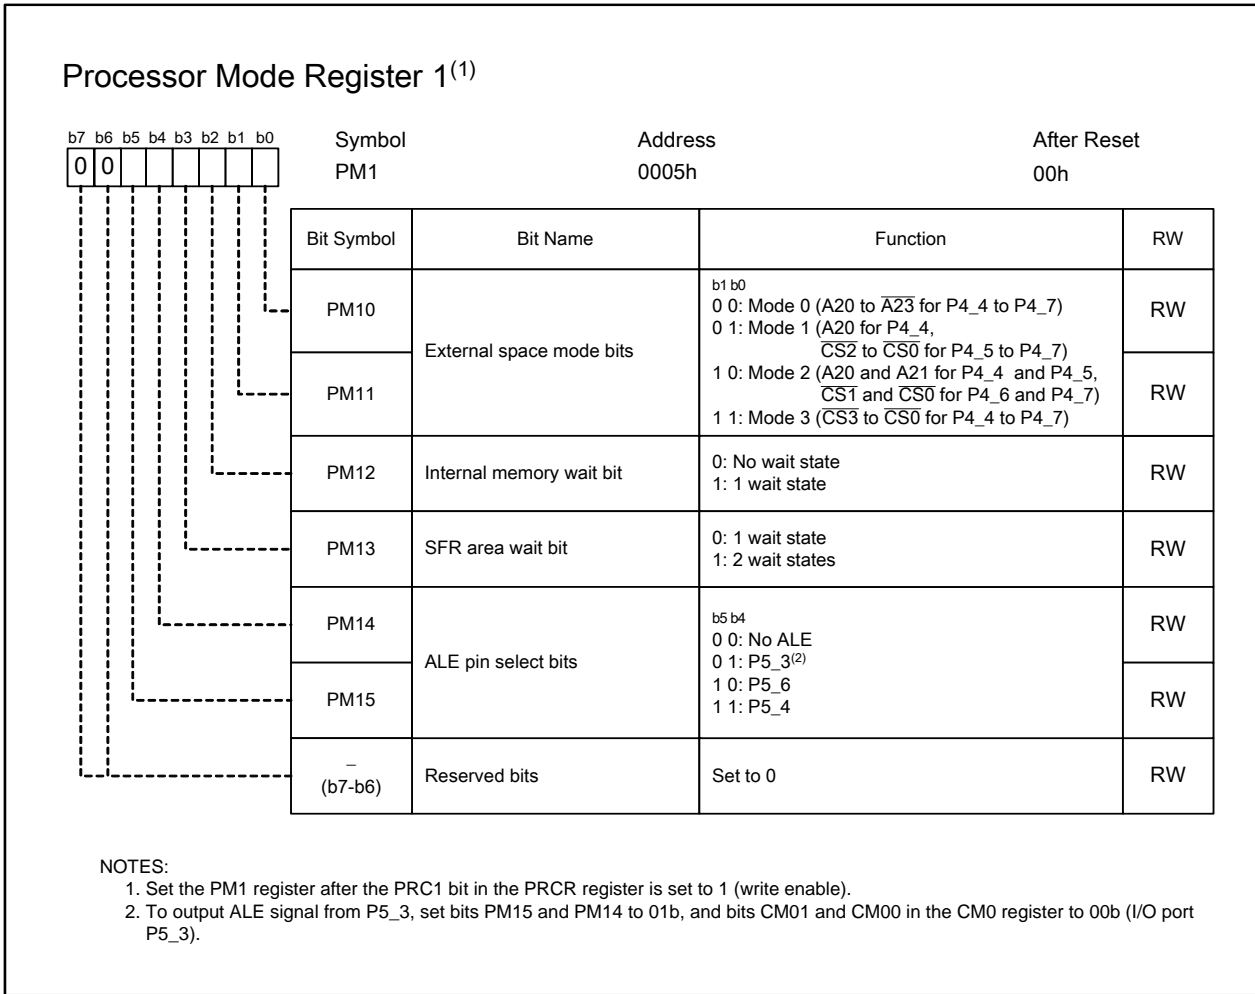 Processor Mode Register 1(1)
b7 b6 b5 b4 b3 b2 b1 b0
0 0
Symbol Address After Reset
PM1 0005h 00h
Bit Symbol Bit Name Function RW
PM10 RW
PM11 RW
External space mode bits
b1 b0
0 0: Mode 0 (A20 to A̅2̅3̅ for P4_4 to P4_7)
0 1: Mode 1 (A20 for P4_4,
C̅S̅2̅ to C̅S̅0̅ for P4_5 to P4_7)
1 0: Mode 2 (A20 and A21 for P4_4 and P4_5,
C̅S̅1̅ and C̅S̅0̅ for P4_6 and P4_7)
1 1: Mode 3 (C̅S̅3̅ to C̅S̅0̅ for P4_4 to P4_7)
PM12 Internal memory wait bit RW
0: No wait state
1: 1 wait state
PM13 SFR area wait bit RW
0: 1 wait state
1: 2 wait states
PM14 RW
PM15 RW
ALE pin select bits
b5 b4
0 0: No ALE
0 1: P5_3(2)
1 0: P5_6
1 1: P5_4
–
(b7-b6)
Reserved bits Set to 0 RW
NOTES:
1. Set the PM1 register after the PRC1 bit in the PRCR register is set to 1 (write enable).
2. To output ALE signal from P5_3, set bits PM15 and PM14 to 01b, and bits CM01 and CM00 in the CM0 register to 00b (I/O port
P5_3).